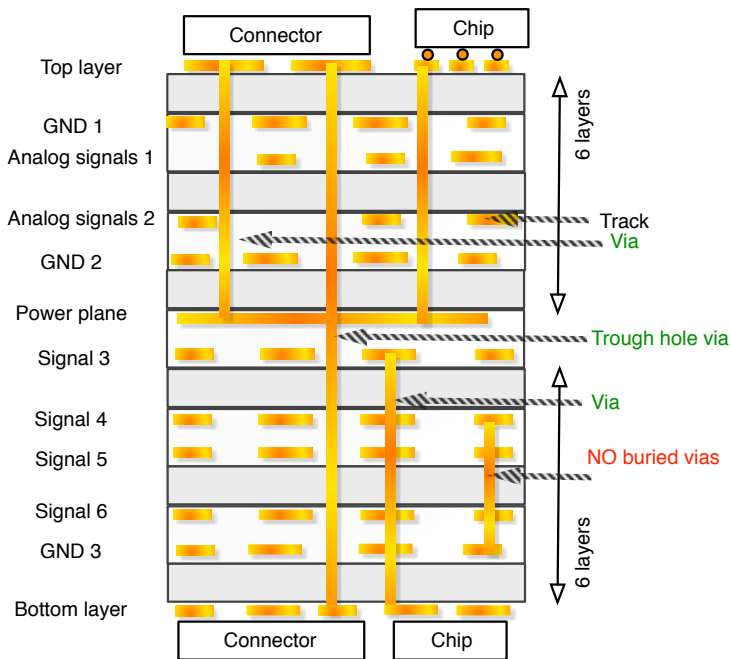 Connector
Chip
Top layer
GND 1
Analog signals 1
6 layers
Analog signals 2
Track
Via
GND 2
Power plane
Trough hole via
Signal 3
Via
Signal 4
Signal 5
NO buried vias
Signal 6
GND 3
6 layers
Bottom layer
Connector
Chip